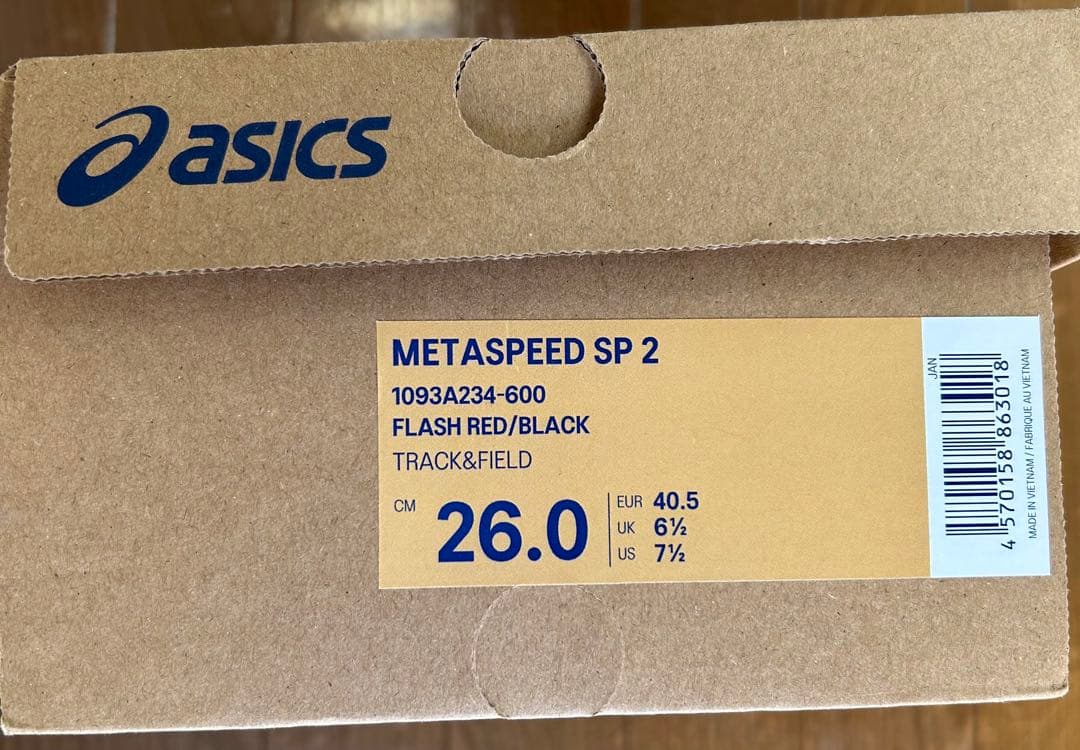 asics
METASPEED SP 2
1093A234-600
FLASH RED/BLACK
TRACK&FIELD
CM 26.0
EUR 40.5
UK 6½
US 7½
JAN
4 570158 863018
MADE IN VIETNAM / FABRIQUE AU VIETNAM